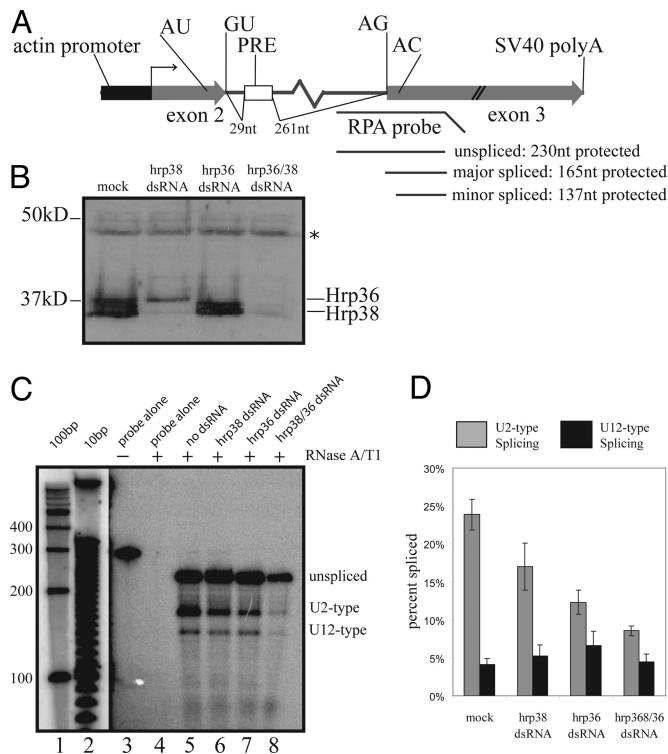 A
actin promoter
AU
GU
PRE
AG
AC
SV40 polyA
exon 2
29nt
261nt
exon 3
RPA probe
unspliced: 230nt protected
major spliced: 165nt protected
minor spliced: 137nt protected
B
mock
hrp38 dsRNA
hrp36 dsRNA
hrp36/38 dsRNA
50kD
*
37kD
Hrp36
Hrp38
C
100bp
10bp
probe alone
probe alone
no dsRNA
hrp38 dsRNA
hrp36 dsRNA
hrp38/36 dsRNA
– + + + + + RNase A/T1
400
300
200
100
unspliced
U2-type
U12-type
1 2 3 4 5 6 7 8
D
U2-type Splicing
U12-type Splicing
percent spliced
30%
25%
20%
15%
10%
5%
0%
mock
hrp38 dsRNA
hrp36 dsRNA
hrp368/36 dsRNA